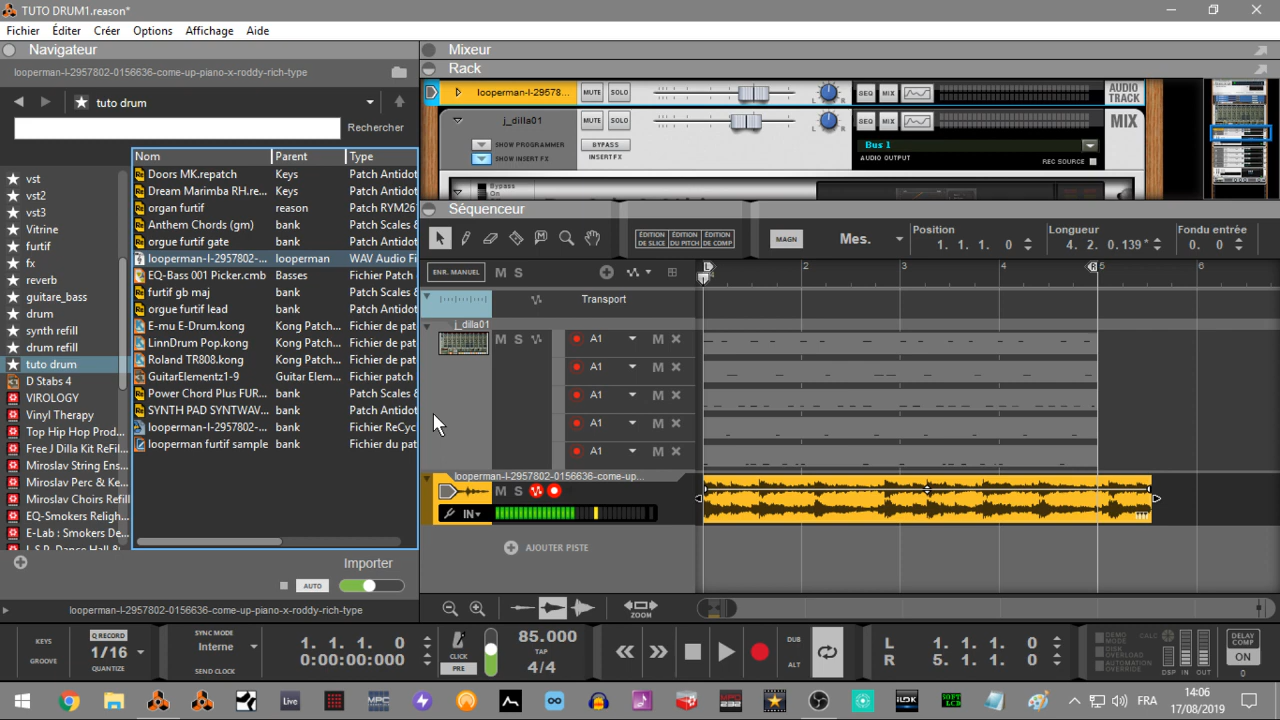 TUTO DRUM1.reason*
Fichier Éditer Créer Options Affichage Aide
Navigateur
looperman-l-2957802-0156636-come-up-piano-x-roddy-rich-type
tuto drum
Rechercher
Nom Parent Type
vst
vst2
vst3
Vitrine
furtif
fx
reverb
guitare_bass
drum
synth refill
drum refill
tuto drum
D Stabs 4
VIROLOGY
Vinyl Therapy
Top Hip Hop Prod...
Free J Dilla Kit ReFil...
Miroslav String Ens...
Miroslav Perc & Ke...
Miroslav Choirs Refill
EQ-Smokers Religh...
E-Lab : Smokers De...
Doors MK.repatch Keys Patch Antidot
Dream Marimba RH.re... Keys Patch Antidot
organ furtif reason Patch RYM26
Anthem Chords (gm) bank Patch Scales &
orgue furtif gate bank Patch Antidot
looperman-l-2957802-... looperman WAV Audio Fi
EQ-Bass 001 Picker.cmb Basses Fichier Patch
furtif gb maj bank Patch Scales &
orgue furtif lead bank Patch Antidot
E-mu E-Drum.kong Kong Patch... Fichier de pat
LinnDrum Pop.kong Kong Patch... Fichier de pat
Roland TR808.kong Kong Patch... Fichier de pat
GuitarElementz1-9 Guitar Elem... Fichier patch
Power Chord Plus FUR... bank Patch Scales &
SYNTH PAD SYNTWAV... bank Patch Antidot
looperman-l-2957802-... bank Fichier ReCyc
looperman furtif sample bank Fichier du pat
Importer
AUTO
looperman-l-2957802-0156636-come-up-piano-x-roddy-rich-type
Mixeur
Rack
looperman-l-29578... MUTE SOLO L R SEQ MIX AUDIO TRACK
j_dilla01 MUTE SOLO L R SEQ MIX MIX
SHOW PROGRAMMER
SHOW INSERT FX
BYPASS
INSERT FX
Bus 1
AUDIO OUTPUT REC SOURCE
Bypass
On
Séquenceur
ÉDITION DE SLICE
ÉDITION DU PITCH
ÉDITION DE COMP
MAGN
Mes.
Position
1. 1. 1. 0
Longueur
4. 2. 0.139*
Fondu entrée
0. 0
ENR. MANUEL M S
L 2 3 4 R 5 6
Transport
j_dilla01
M S A1 M
A1 M
A1 M
A1 M
A1 M
looperman-l-2957802-0156636-come-up-...
M S
IN
AJOUTER PISTE
ZOOM
KEYS
GROOVE
Q RECORD
1/16
QUANTIZE
SYNC MODE
Interne
SEND CLOCK
1. 1. 1. 0
0:00:00:000
CLICK
PRE
85.000
4/4
DUB
ALT
L 1. 1. 1. 0
R 5. 1. 1. 0
DEMO MODE
DISK OVERLOAD
AUTOMATION OVERRIDE
CALC
DSP IN OUT
DELAY COMP
ON
0
Live
MPC
iLOK
SOFT LCD
FRA
14:06
17/08/2019